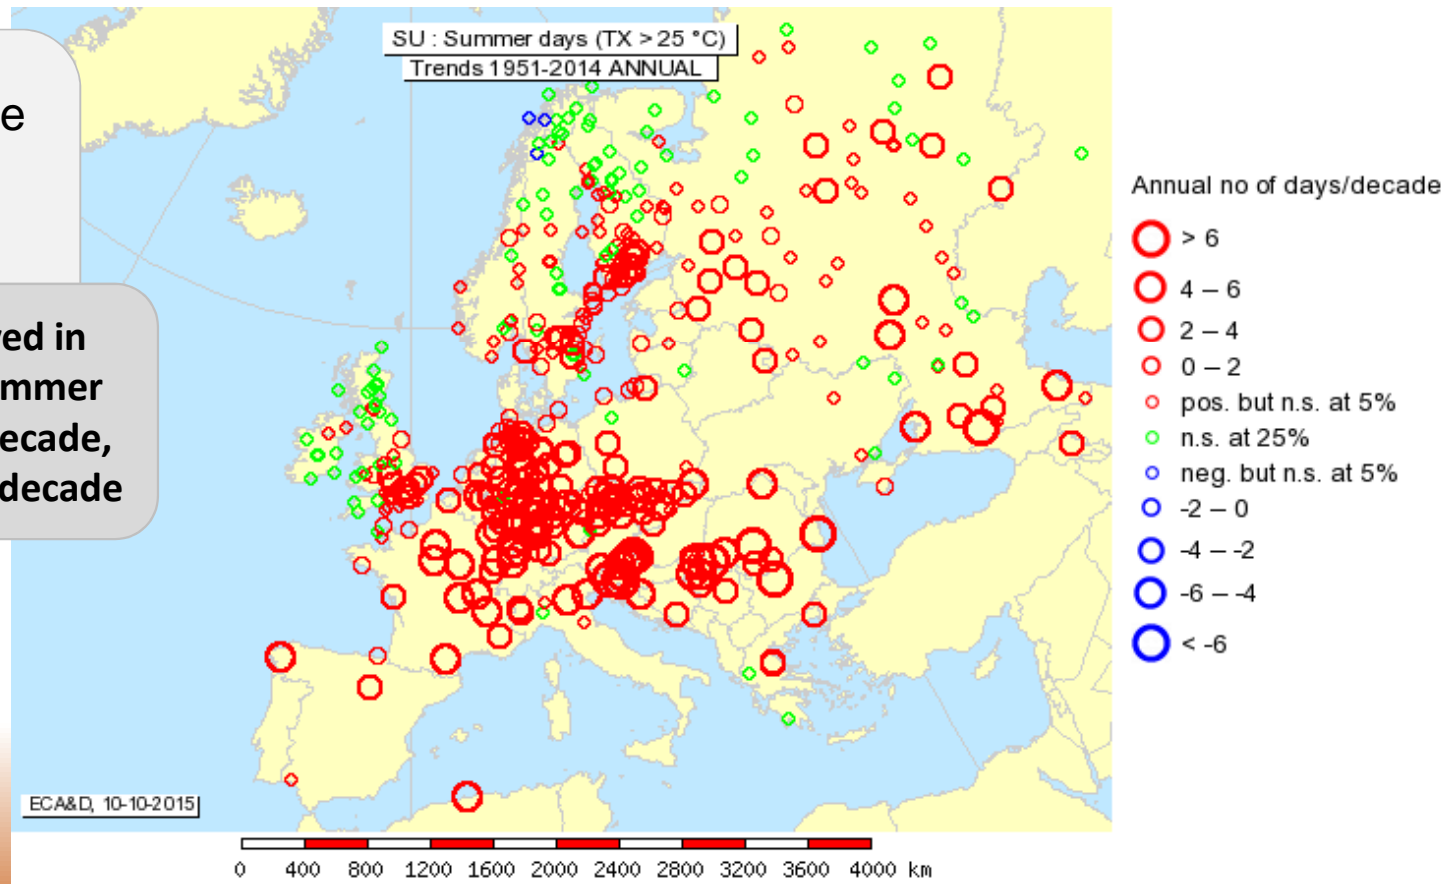 e
ed in
mmer
ecade,
decade
SU : Summer days (TX > 25 °C)
Trends 1951-2014 ANNUAL
ECA&D, 10-10-2015
0 400 800 1200 1600 2000 2400 2800 3200 3600 4000 km
Annual no of days/decade
> 6
4 – 6
2 – 4
0 – 2
pos. but n.s. at 5%
n.s. at 25%
neg. but n.s. at 5%
-2 – 0
-4 – -2
-6 – -4
< -6